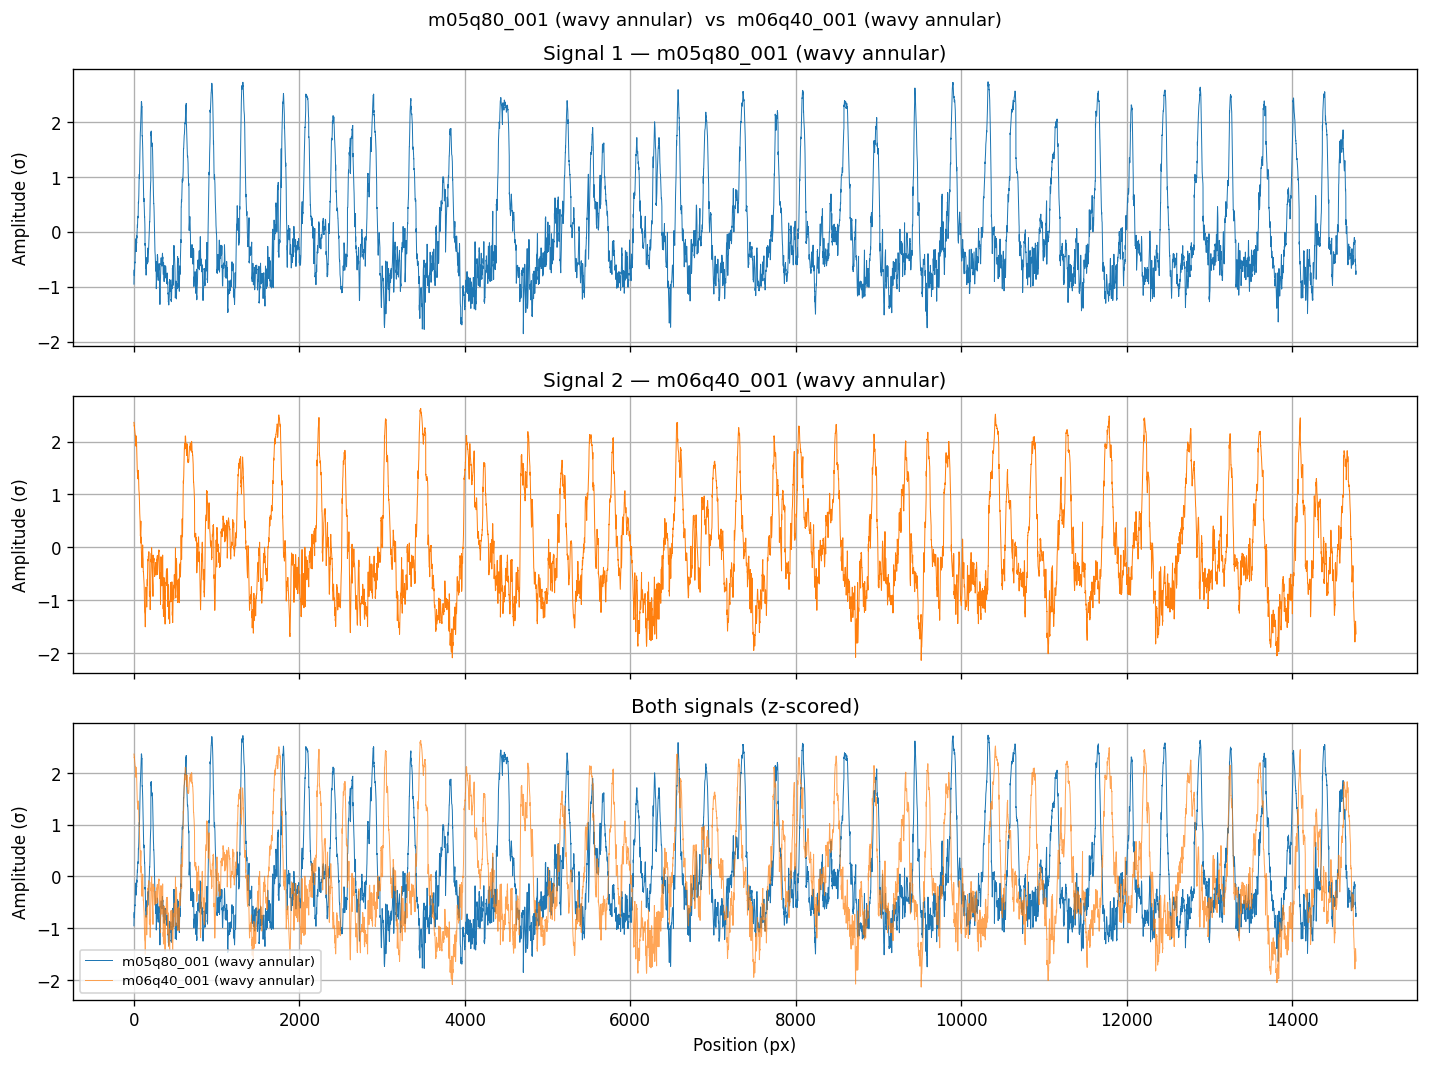 m05q80_001 (wavy annular)  vs  m06q40_001 (wavy annular)
Signal 1 — m05q80_001 (wavy annular)
Amplitude (σ)
2
1
0
−1
−2
Signal 2 — m06q40_001 (wavy annular)
Amplitude (σ)
2
1
0
−1
−2
Both signals (z-scored)
Amplitude (σ)
2
1
0
−1
−2
m05q80_001 (wavy annular)
m06q40_001 (wavy annular)
0 2000 4000 6000 8000 10000 12000 14000
Position (px)